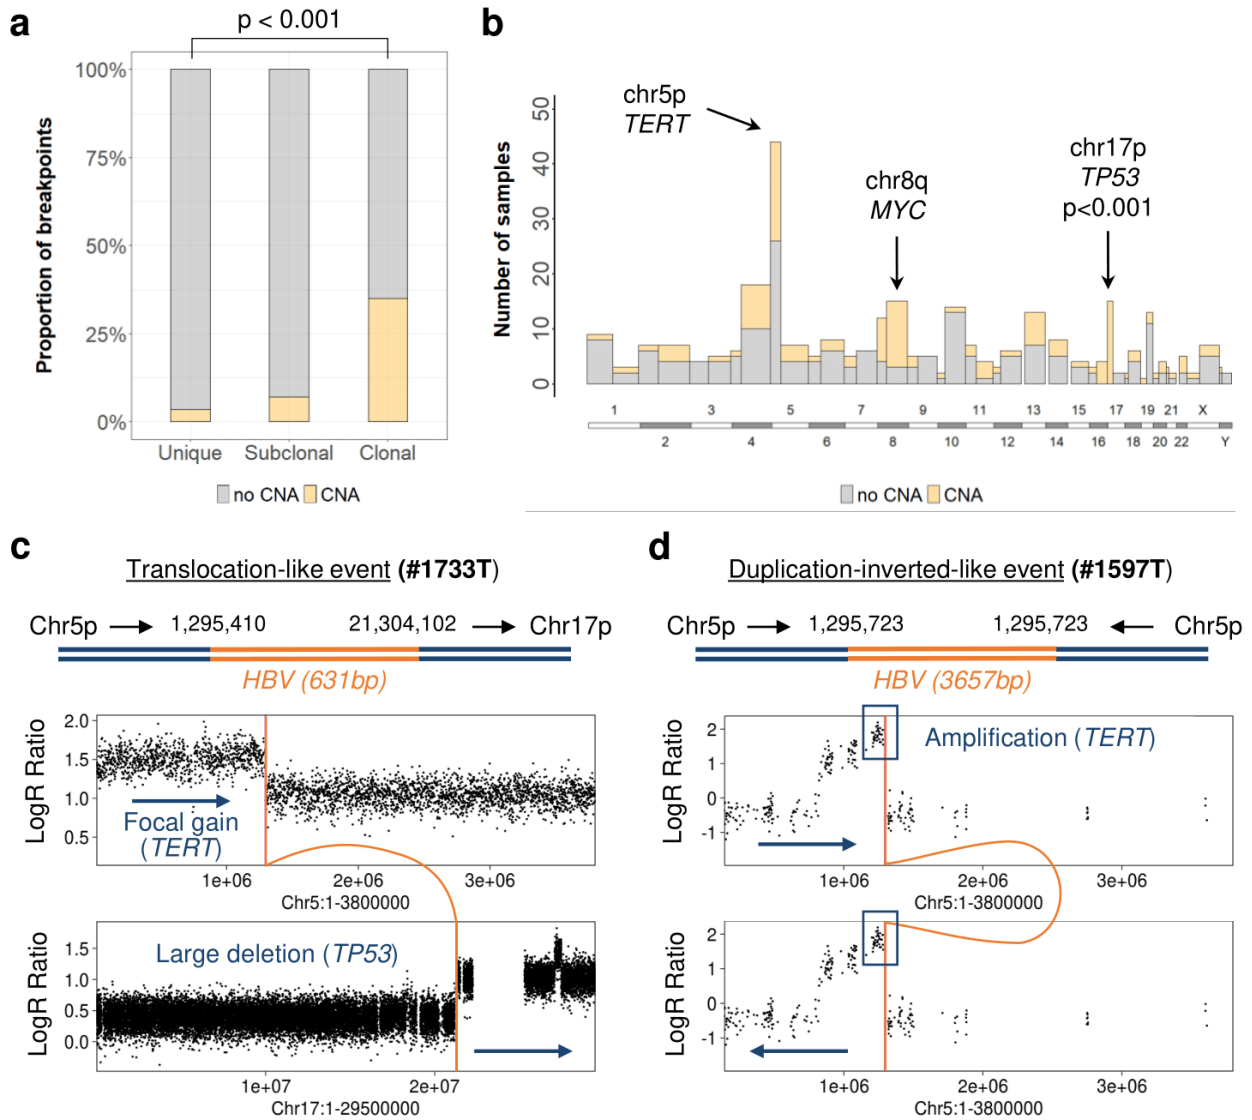 a
p < 0.001
Proportion of breakpoints
100%
75%
50%
25%
0%
Unique Subclonal Clonal
no CNA CNA
b
Number of samples
50
40
30
20
10
0
chr5p
TERT
chr8q
MYC
chr17p
TP53
p<0.001
1 3 5 7 9 11 13 15 17 19 21 X
2 4 6 8 10 12 14 16 18 20 22 Y
no CNA CNA
c
Translocation-like event (#1733T)
Chr5p 1,295,410 21,304,102 Chr17p
HBV (631bp)
LogR Ratio
2.0
1.5
1.0
0.5
Focal gain
(TERT)
1e+06 2e+06 3e+06
Chr5:1-3800000
LogR Ratio
1.5
1.0
0.5
0.0
Large deletion (TP53)
1e+07 2e+07
Chr17:1-29500000
d
Duplication-inverted-like event (#1597T)
Chr5p 1,295,723 1,295,723 Chr5p
HBV (3657bp)
LogR Ratio
2
1
0
-1
Amplification (TERT)
1e+06 2e+06 3e+06
Chr5:1-3800000
LogR Ratio
2
1
0
-1
1e+06 2e+06 3e+06
Chr5:1-3800000